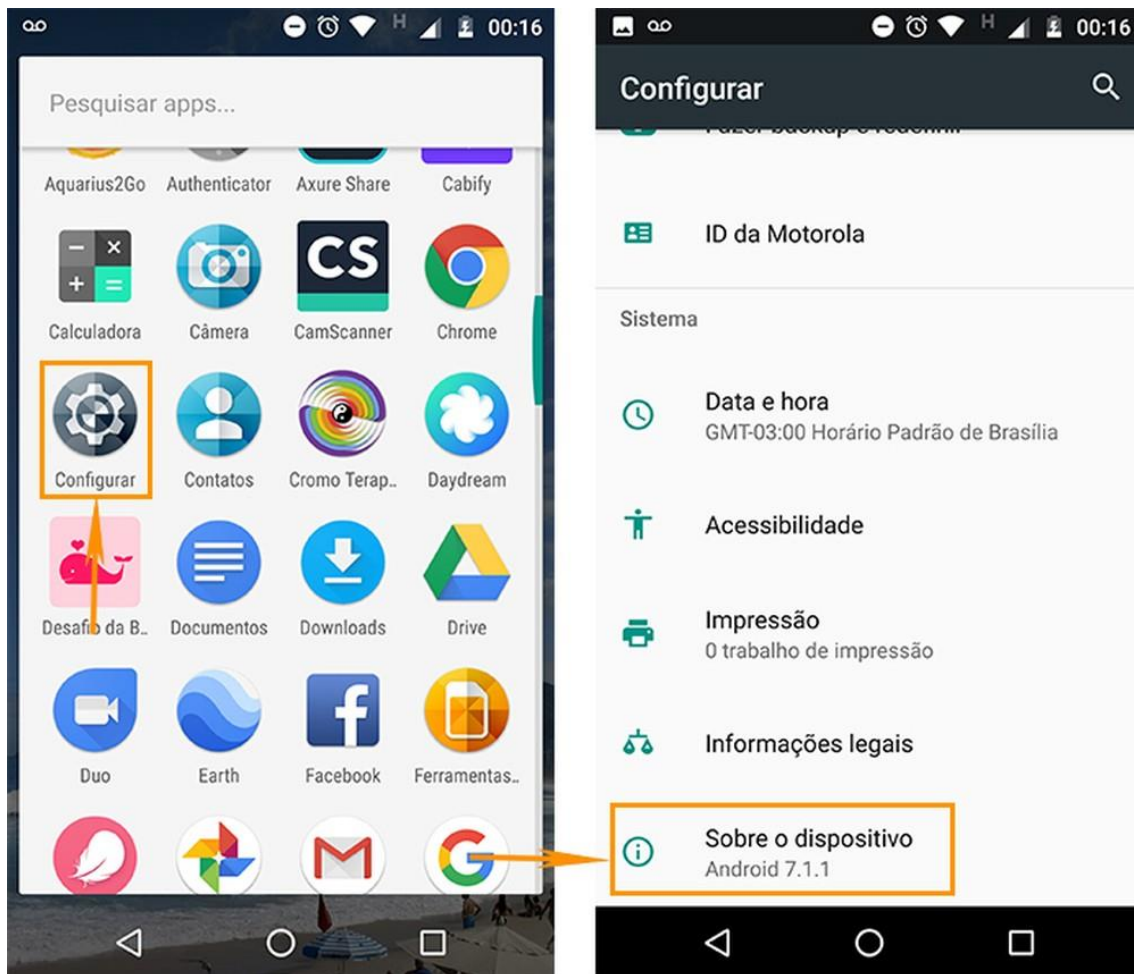 00:16
Pesquisar apps...
Aquarius2Go Authenticator Axure Share Cabify
CS
Calculadora Câmera CamScanner Chrome
Configurar Contatos Cromo Terap.. Daydream
Desafio da B.. Documentos Downloads Drive
Duo Earth Facebook Ferramentas..
H 00:16
Configurar
Fazer backup e redefinir
ID da Motorola
Sistema
Data e hora
GMT-03:00 Horário Padrão de Brasília
Acessibilidade
Impressão
0 trabalho de impressão
Informações legais
Sobre o dispositivo
Android 7.1.1